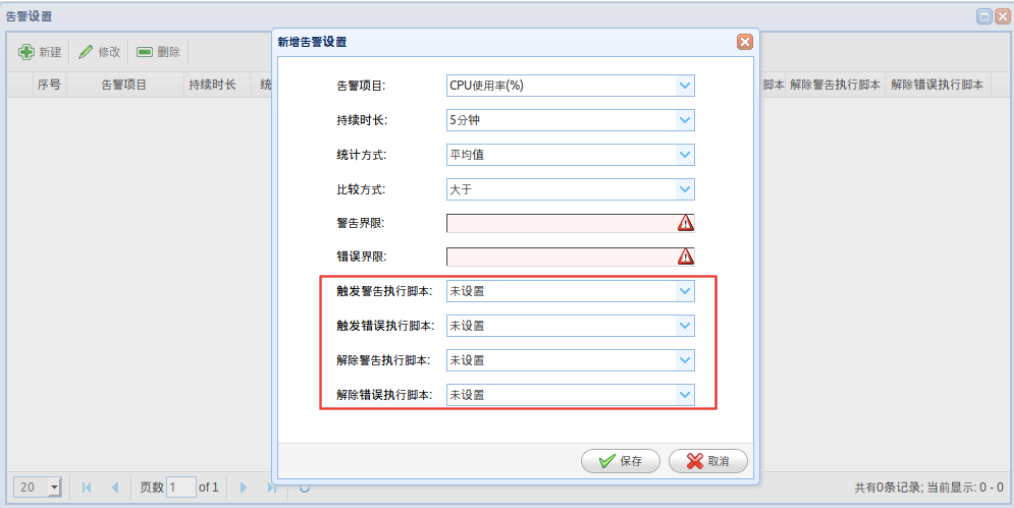 告警设置
新建 修改 删除
序号 告警项目 持续时长 统 脚本 解除警告执行脚本 解除错误执行脚本
新增告警设置
告警项目: CPU使用率(%)
持续时长: 5分钟
统计方式: 平均值
比较方式: 大于
警告界限:
错误界限:
触发警告执行脚本: 未设置
触发错误执行脚本: 未设置
解除警告执行脚本: 未设置
解除错误执行脚本: 未设置
保存 取消
20 页数 1 of 1 共有0条记录; 当前显示: 0 - 0